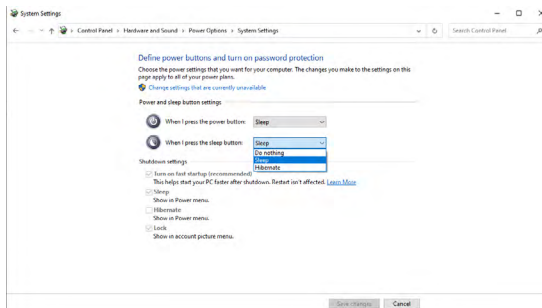 System Settings
Control Panel > Hardware and Sound > Power Options > System Settings
Search Control Panel
Define power buttons and turn on password protection
Choose the power settings that you want for your computer. The changes you make to the settings on this
page apply to all of your power plans.
Change settings that are currently unavailable
Power and sleep button settings
When I press the power button: Sleep
When I press the sleep button: Sleep
Do nothing
Sleep
Hibernate
Shutdown settings
Turn on fast startup (recommended)
This helps start your PC faster after shutdown. Restart isn't affected. Learn More
Sleep
Show in Power menu.
Hibernate
Show in Power menu.
Lock
Show in account picture menu.
Save changes Cancel